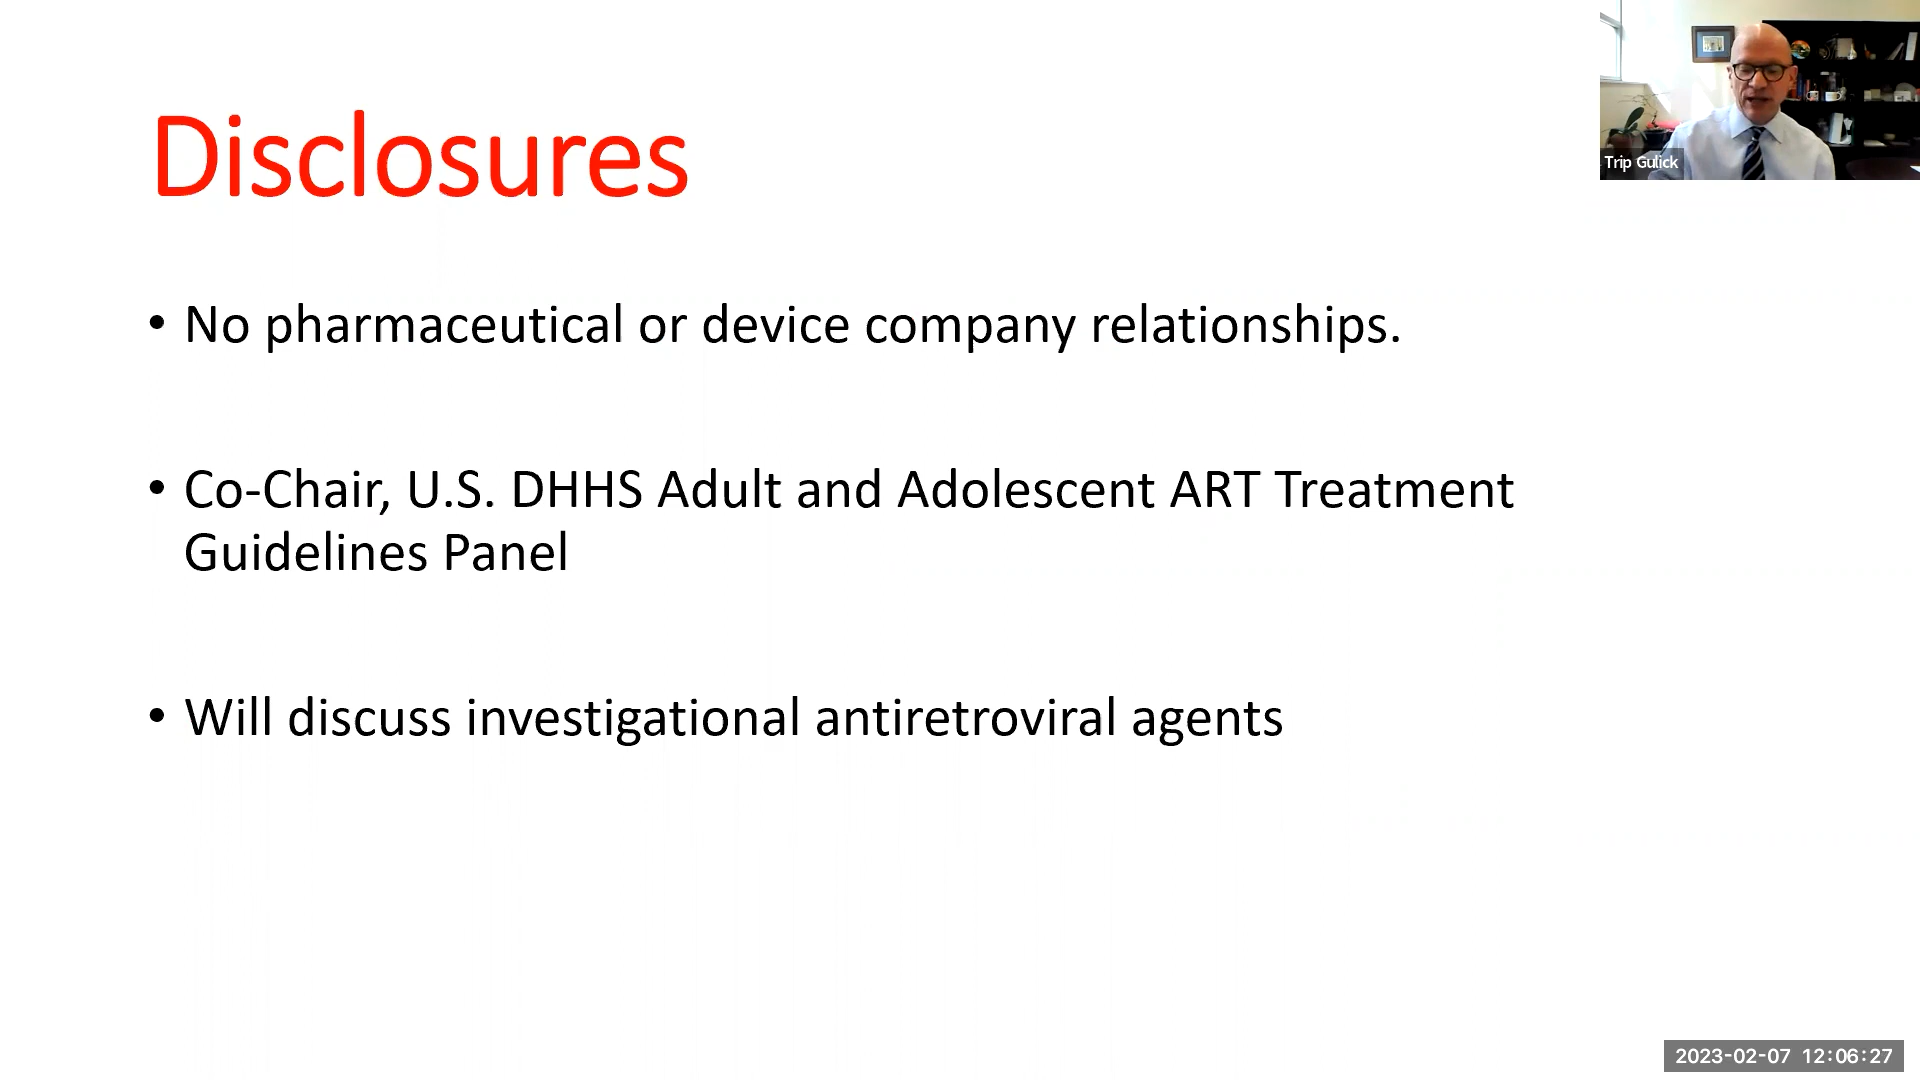 Trip Gulick
Disclosures
• No pharmaceutical or device company relationships.
• Co-Chair, U.S. DHHS Adult and Adolescent ART Treatment
Guidelines Panel
• Will discuss investigational antiretroviral agents
2023-02-07 12:06:27